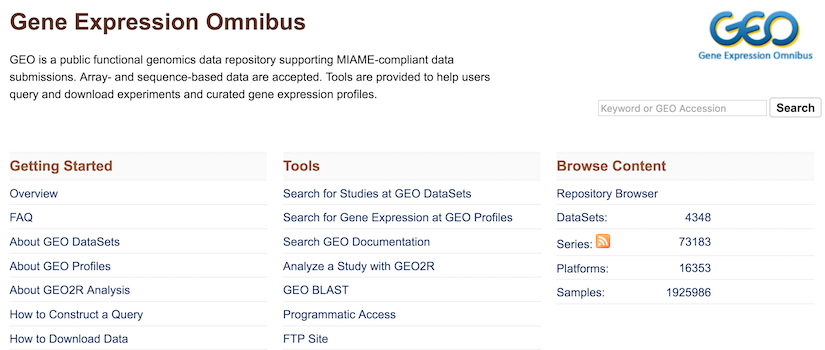 Gene Expression Omnibus
GEO
Gene Expression Omnibus
GEO is a public functional genomics data repository supporting MIAME-compliant data
submissions. Array- and sequence-based data are accepted. Tools are provided to help users
query and download experiments and curated gene expression profiles.
Keyword or GEO Accession Search
Getting Started
Overview
FAQ
About GEO DataSets
About GEO Profiles
About GEO2R Analysis
How to Construct a Query
How to Download Data
Tools
Search for Studies at GEO DataSets
Search for Gene Expression at GEO Profiles
Search GEO Documentation
Analyze a Study with GEO2R
GEO BLAST
Programmatic Access
FTP Site
Browse Content
Repository Browser
DataSets: 4348
Series: 73183
Platforms: 16353
Samples: 1925986